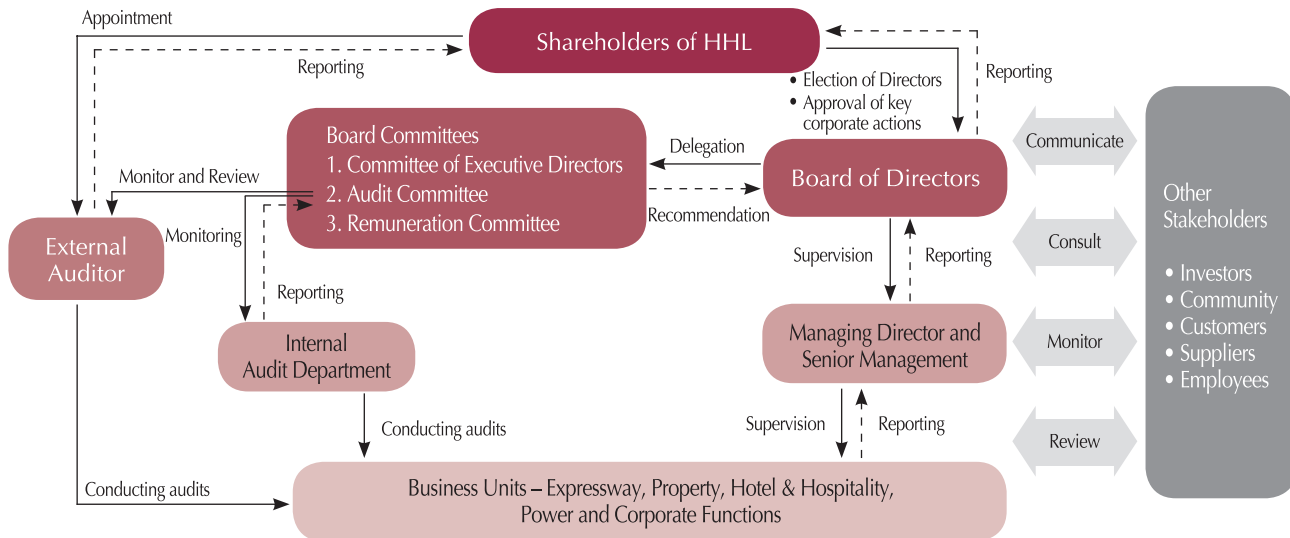 Appointment
Shareholders of HHL
Reporting
Reporting
• Election of Directors
• Approval of key
corporate actions
Board Committees
1. Committee of Executive Directors
2. Audit Committee
3. Remuneration Committee
Delegation
Recommendation
Board of Directors
Communicate
Consult
Monitor
Review
Other
Stakeholders
• Investors
• Community
• Customers
• Suppliers
• Employees
Monitor and Review
Monitoring
External
Auditor
Reporting
Supervision
Reporting
Internal
Audit Department
Managing Director and
Senior Management
Conducting audits
Supervision
Reporting
Conducting audits
Business Units – Expressway, Property, Hotel & Hospitality,
Power and Corporate Functions